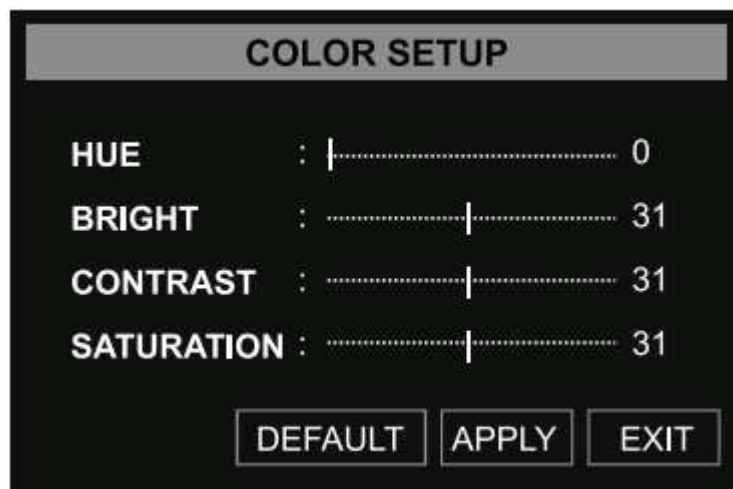 COLOR SETUP
HUE : 0
BRIGHT : 31
CONTRAST : 31
SATURATION : 31
DEFAULT APPLY EXIT